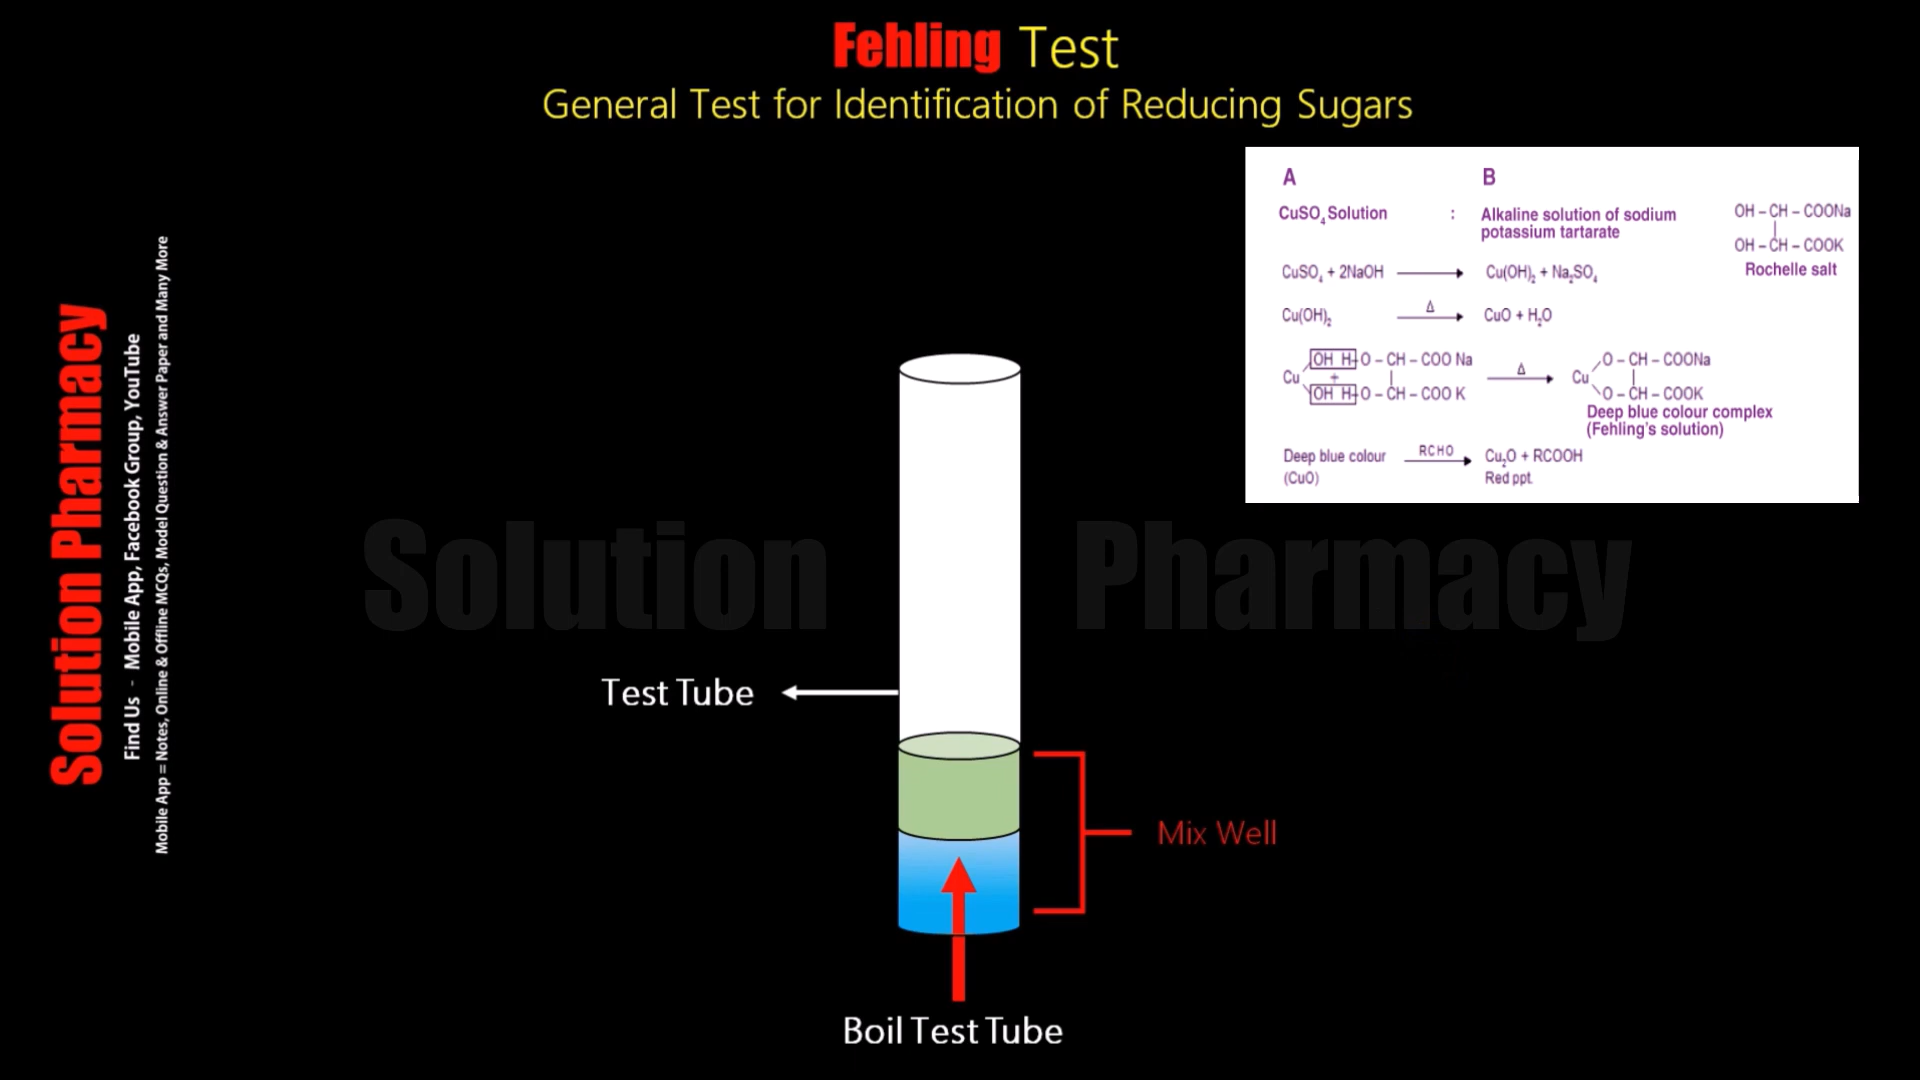 Fehling Test
General Test for Identification of Reducing Sugars
A B
CuSO4 Solution : Alkaline solution of sodium
potassium tartarate
OH – CH – COONa
|
OH – CH – COOK
Rochelle salt
CuSO4 + 2NaOH → Cu(OH)2 + Na2SO4
Cu(OH)2 Δ → CuO + H2O
Cu OH H O – CH – COO Na
+ |
OH H O – CH – COO K
Δ →
Cu O – CH – COONa
|
O – CH – COOK
Deep blue colour complex
(Fehling's solution)
Deep blue colour RCHO → Cu2O + RCOOH
(CuO) Red ppt.
Solution Pharmacy
Find Us - Mobile App, Facebook Group, YouTube
Mobile App = Notes, Online & Offline MCQs, Model Question & Answer Paper and Many More
Solution Pharmacy
Test Tube
Mix Well
Boil Test Tube